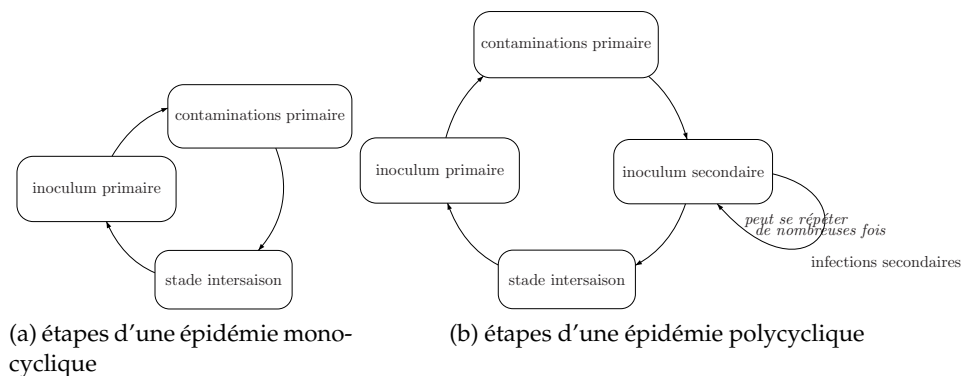 contaminations primaire
inoculum primaire
stade intersaison
(a) étapes d'une épidémie mono-
cyclique
contaminations primaire
inoculum primaire
inoculum secondaire
peut se répéter
de nombreuses fois
infections secondaires
stade intersaison
(b) étapes d'une épidémie polycyclique